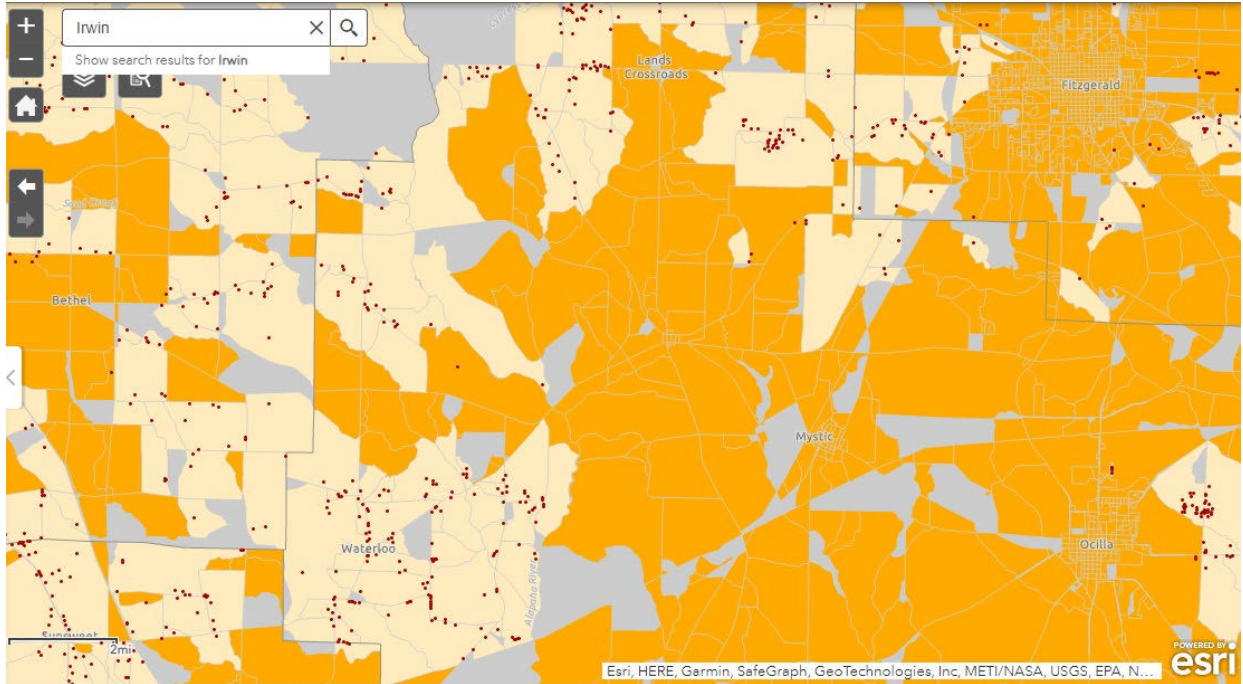 +
Irwin
Show search results for Irwin
−
Lands
Crossroads
Fitzgerald
Bethel
Mystic
Waterloo
Ocilla
Alapaha River
Sunsweet
2mi
Esri, HERE, Garmin, SafeGraph, GeoTechnologies, Inc, METI/NASA, USGS, EPA, N...
POWERED BY
esri